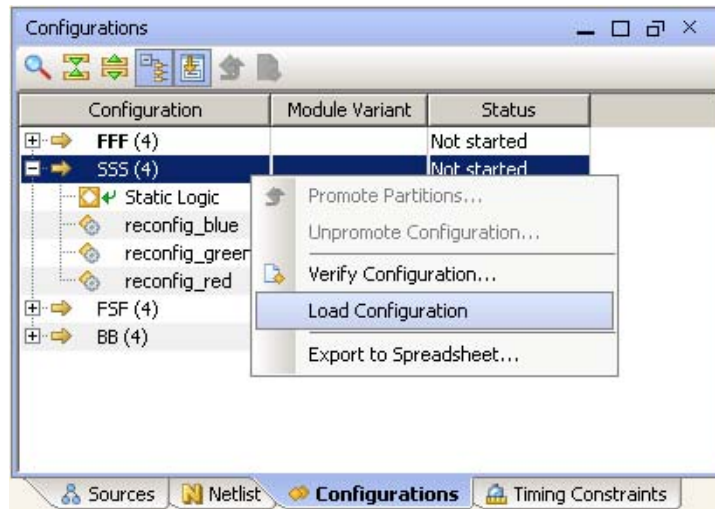 Configurations
Configuration Module Variant Status
FFF (4) Not started
SSS (4) Not started
Static Logic
reconfig_blue
reconfig_green
reconfig_red
FSF (4)
BB (4)
Promote Partitions...
Unpromote Configuration...
Verify Configuration...
Load Configuration
Export to Spreadsheet...
Sources Netlist Configurations Timing Constraints